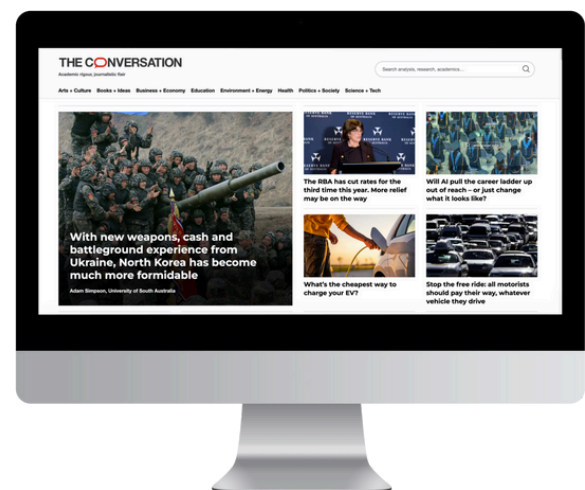 THE CONVERSATION
Academic rigour, journalistic flair
Search analysis, research, academics...
Arts + Culture Books + Ideas Business + Economy Education Environment + Energy Health Politics + Society Science + Tech
With new weapons, cash and
battleground experience from
Ukraine, North Korea has become
much more formidable
Adam Simpson, University of South Australia
RESERVE BANK
OF AUSTRALIA
The RBA has cut rates for the
third time this year. More relief
may be on the way
Will AI pull the career ladder up
out of reach – or just change
what it looks like?
What's the cheapest way to
charge your EV?
Stop the free ride: all motorists
should pay their way, whatever
vehicle they drive